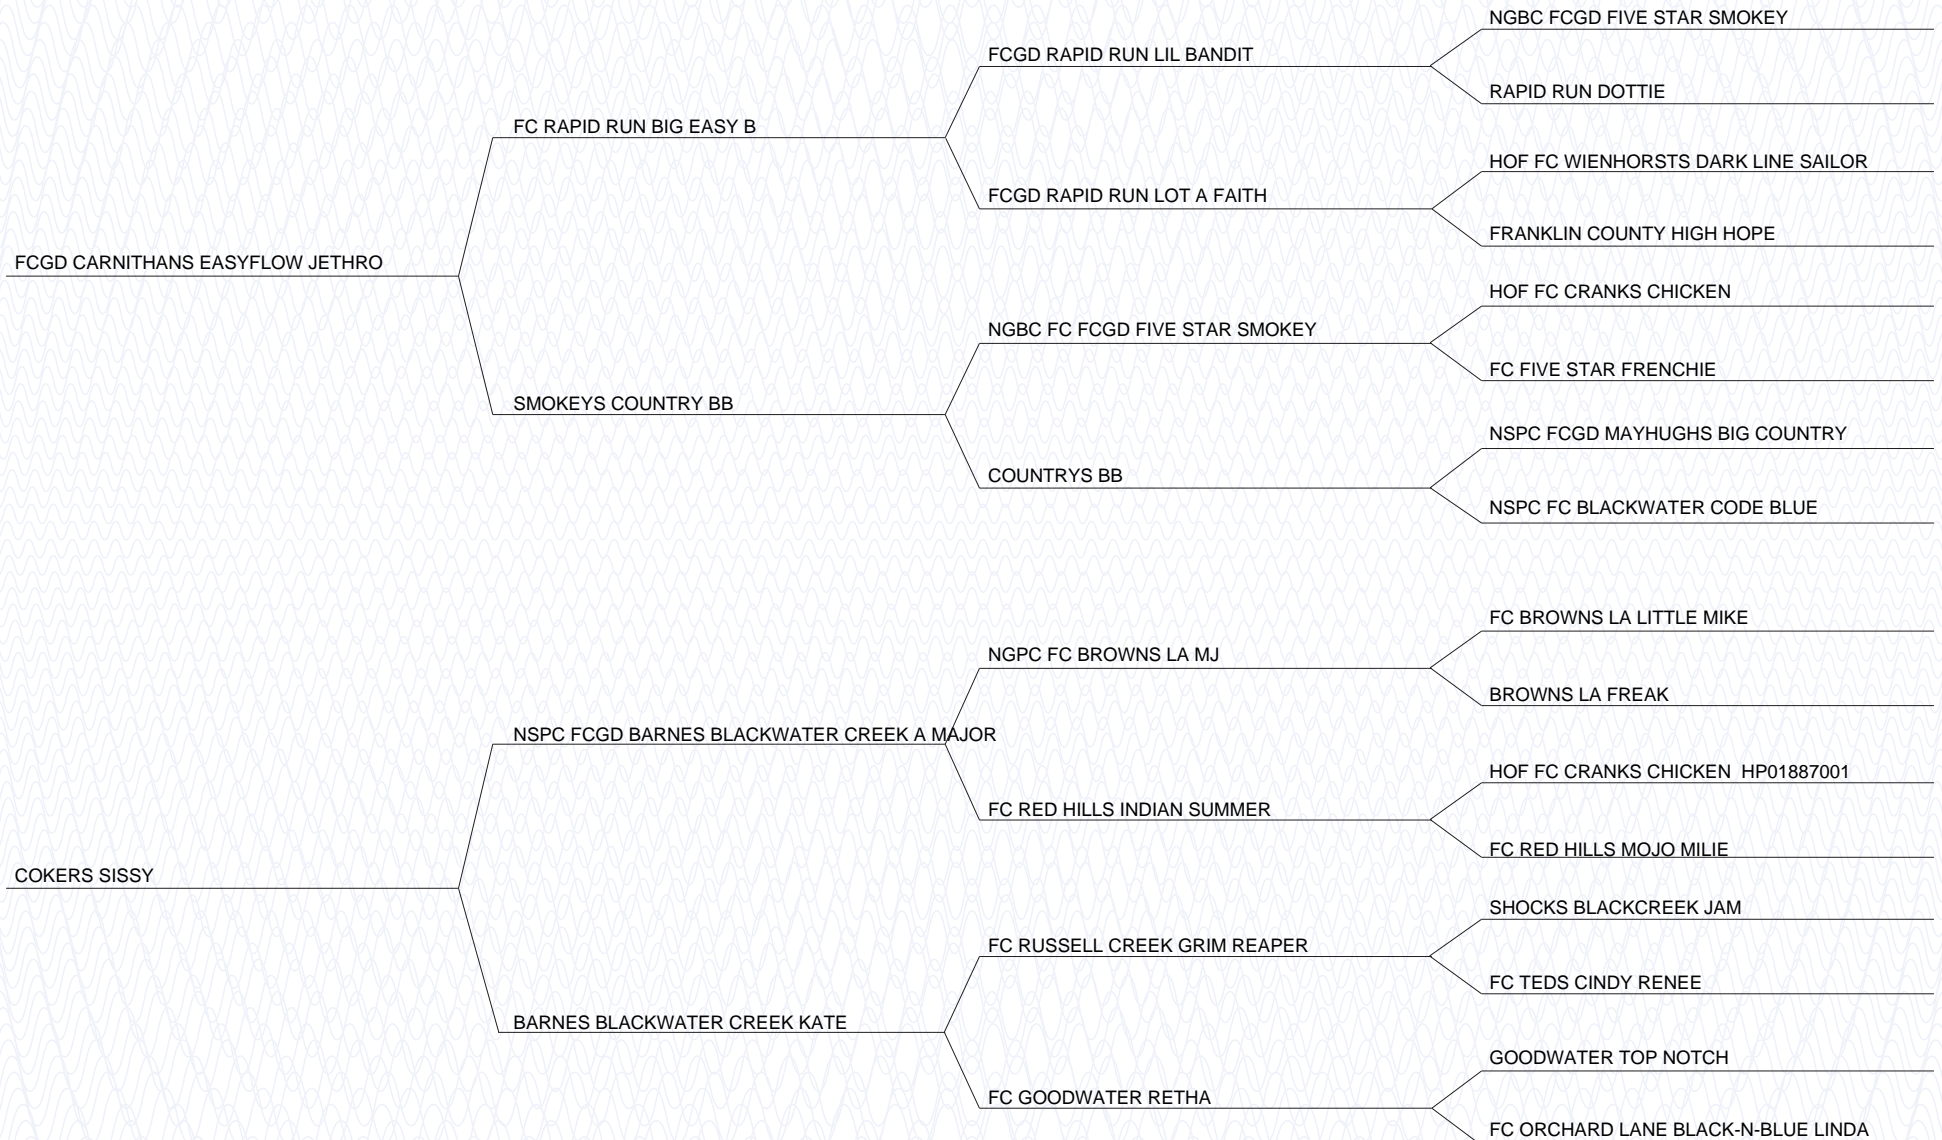 NGBC FCGD FIVE STAR SMOKEY
FCGD RAPID RUN LIL BANDIT
RAPID RUN DOTTIE
FC RAPID RUN BIG EASY B
HOF FC WIENHORSTS DARK LINE SAILOR
FCGD RAPID RUN LOT A FAITH
FRANKLIN COUNTY HIGH HOPE
FCGD CARNITHANS EASYFLOW JETHRO
HOF FC CRANKS CHICKEN
NGBC FC FCGD FIVE STAR SMOKEY
FC FIVE STAR FRENCHIE
SMOKEYS COUNTRY BB
NSPC FCGD MAYHUGHS BIG COUNTRY
COUNTRYS BB
NSPC FC BLACKWATER CODE BLUE
FC BROWNS LA LITTLE MIKE
NGPC FC BROWNS LA MJ
BROWNS LA FREAK
NSPC FCGD BARNES BLACKWATER CREEK A MAJOR
HOF FC CRANKS CHICKEN  HP01887001
FC RED HILLS INDIAN SUMMER
FC RED HILLS MOJO MILIE
COKERS SISSY
SHOCKS BLACKCREEK JAM
FC RUSSELL CREEK GRIM REAPER
FC TEDS CINDY RENEE
BARNES BLACKWATER CREEK KATE
GOODWATER TOP NOTCH
FC GOODWATER RETHA
FC ORCHARD LANE BLACK-N-BLUE LINDA